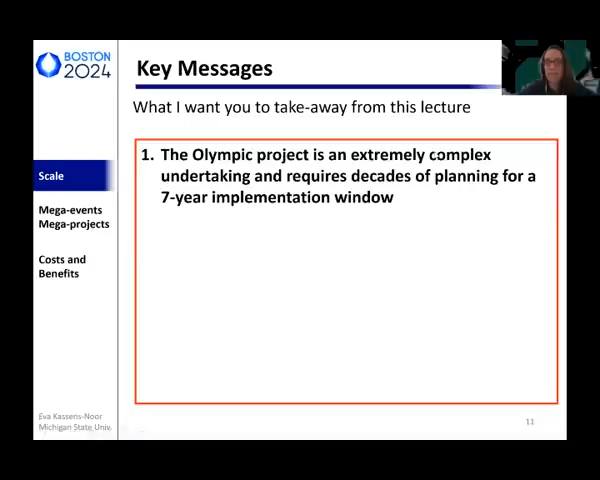 BOSTON
2024
Key Messages
What I want you to take-away from this lecture
1. The Olympic project is an extremely complex
undertaking and requires decades of planning for a
7-year implementation window
Scale
Mega-events
Mega-projects
Costs and
Benefits
Eva Kassens-Noor
Michigan State Univ.
11